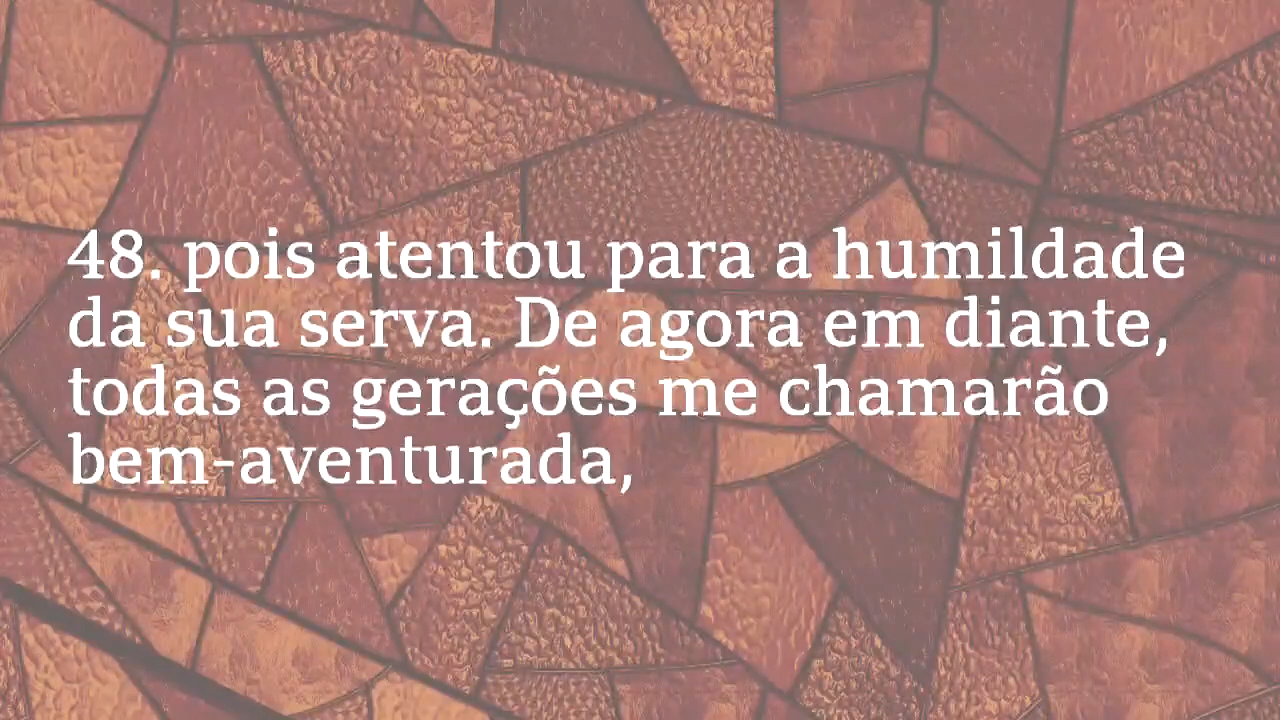 48. pois atentou para a humildade
da sua serva. De agora em diante,
todas as gerações me chamarão
bem-aventurada,